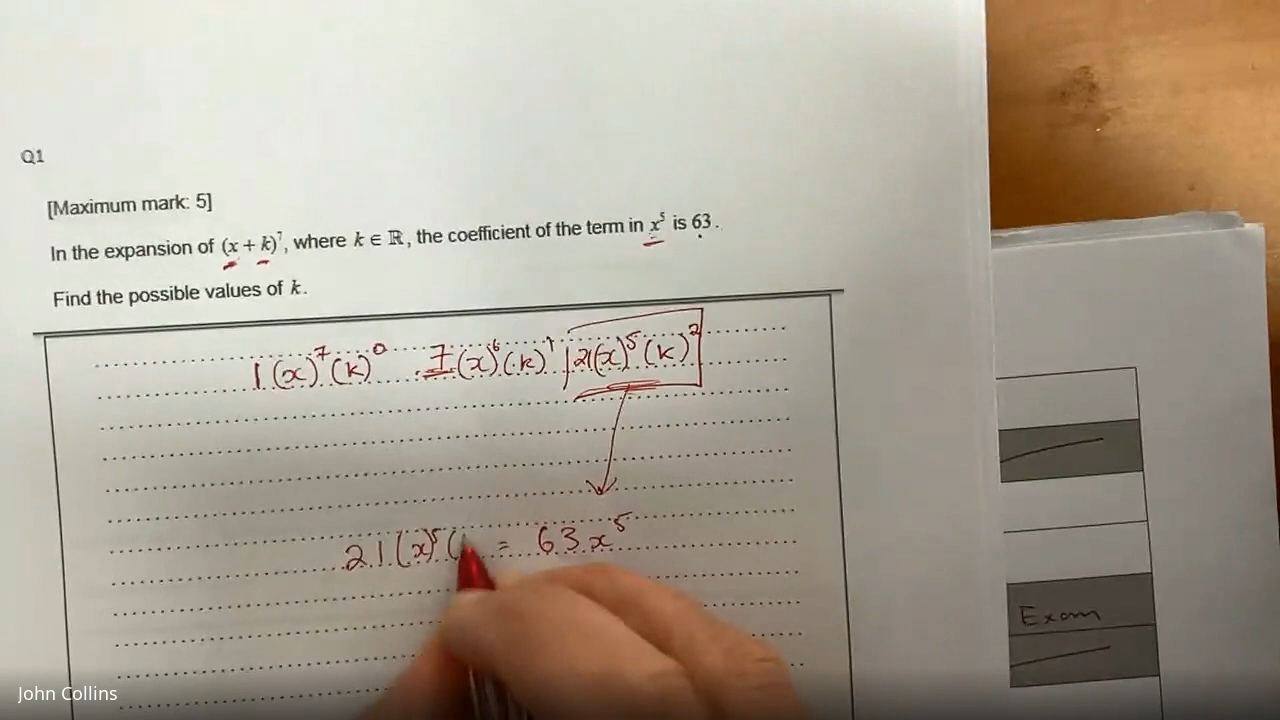 Q1
[Maximum mark: 5]
In the expansion of (x + k)⁷, where k ∈ ℝ, the coefficient of the term in x⁵ is 63.
Find the possible values of k.
1(x)⁷(k)⁰ 7(x)⁶(k)¹ 21(x)⁵(k)²
21(x)⁵( = 63x⁵
Exam
John Collins